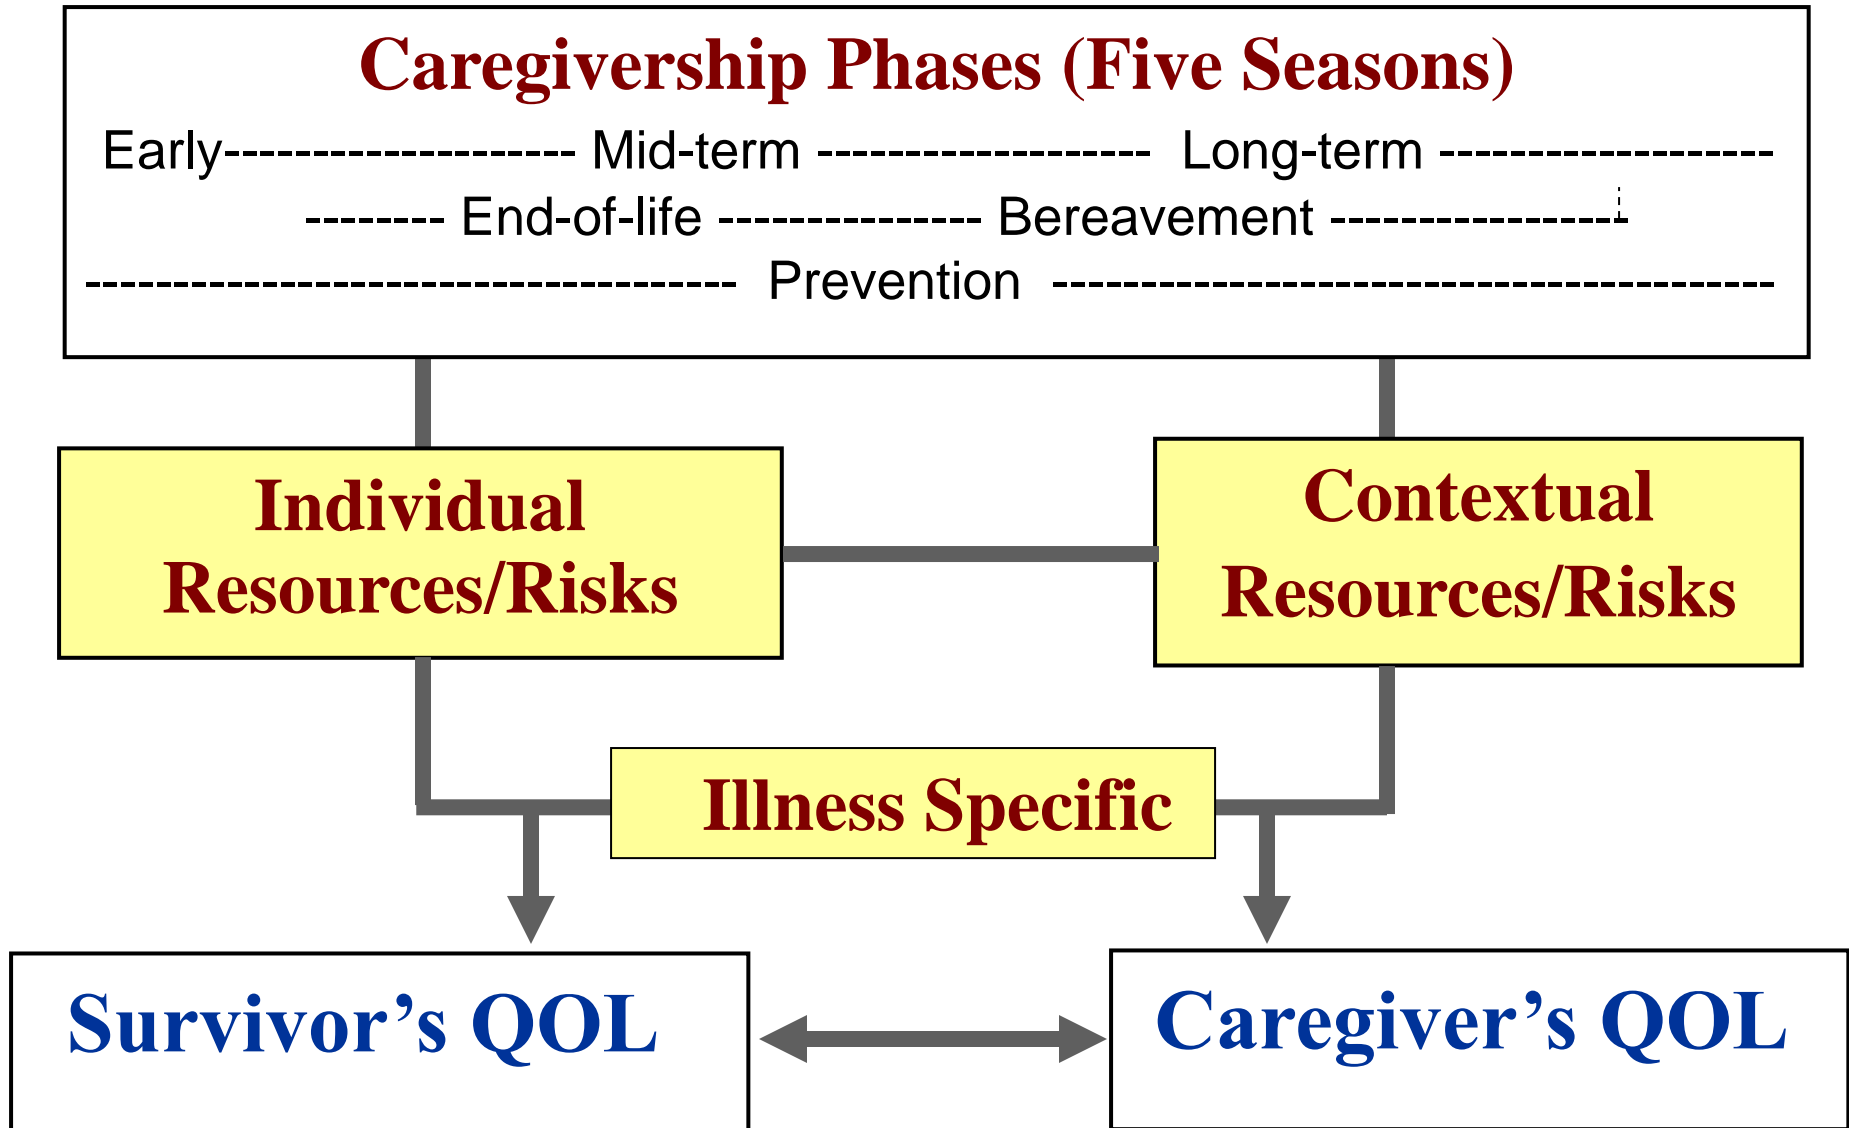 Caregivership Phases (Five Seasons)
Early---------------------- Mid-term --------------------- Long-term ---------------------
-------- End-of-life ---------------- Bereavement ------------------
---------------------------------------- Prevention --------------------------------------------
Individual
Resources/Risks
Contextual
Resources/Risks
Illness Specific
Survivor’s QOL
Caregiver’s QOL